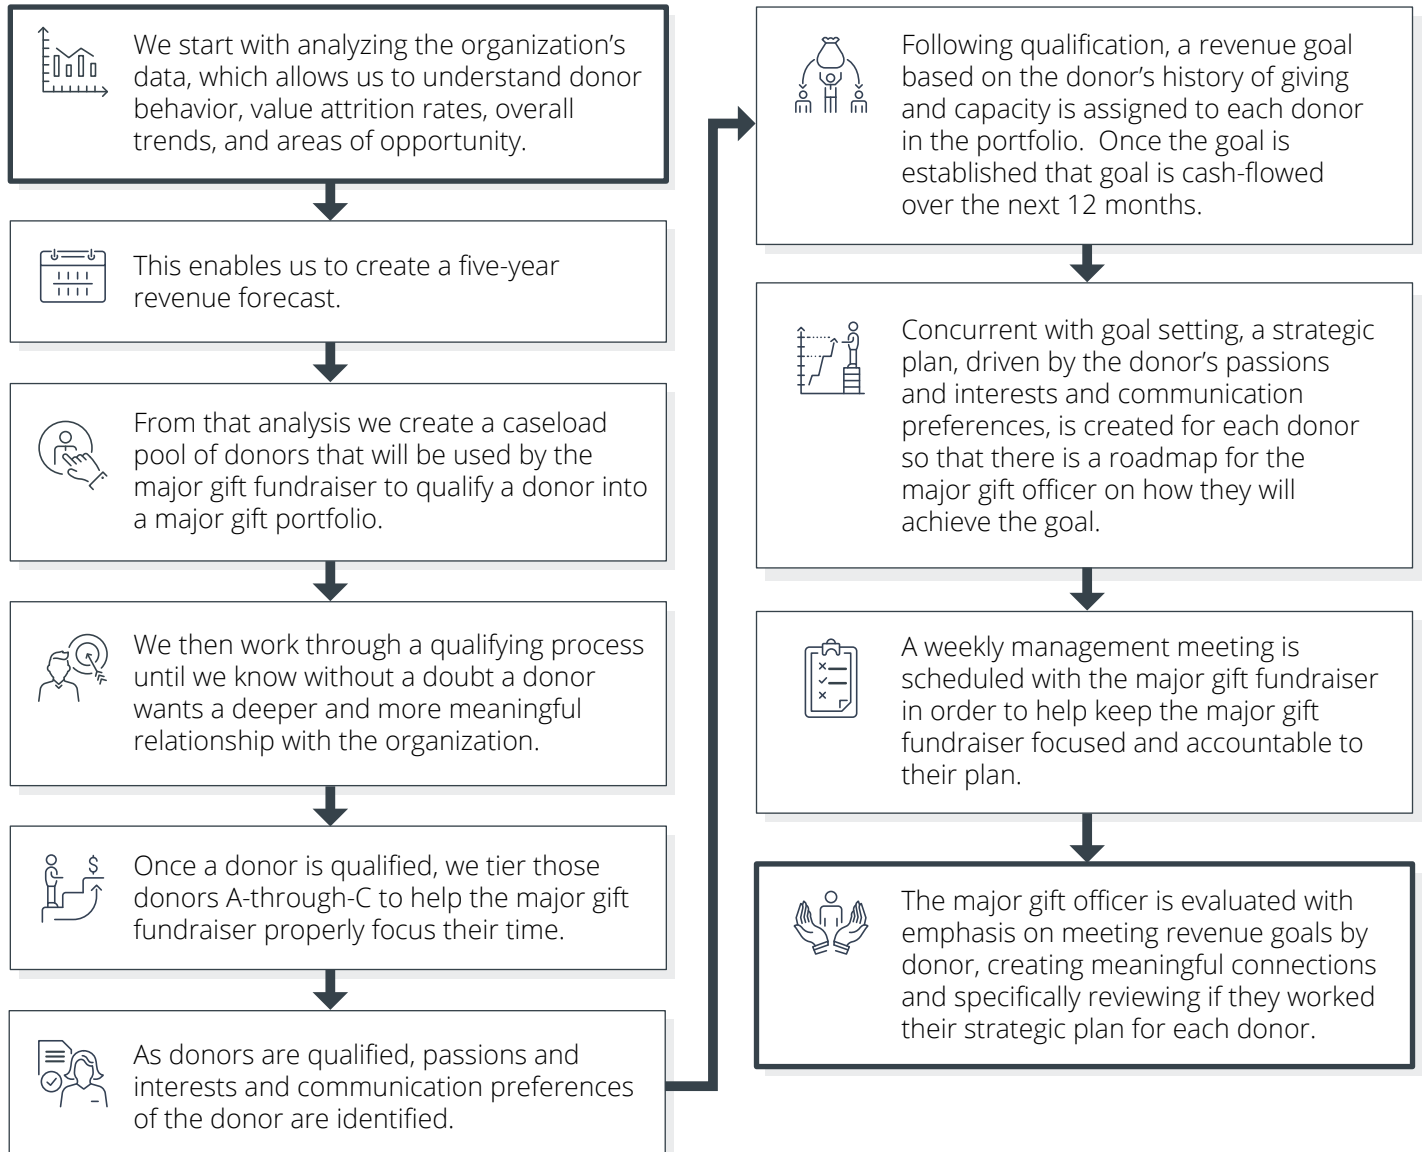 We start with analyzing the organization’s
data, which allows us to understand donor
behavior, value attrition rates, overall
trends, and areas of opportunity.
This enables us to create a five-year
revenue forecast.
From that analysis we create a caseload
pool of donors that will be used by the
major gift fundraiser to qualify a donor into
a major gift portfolio.
We then work through a qualifying process
until we know without a doubt a donor
wants a deeper and more meaningful
relationship with the organization.
$
Once a donor is qualified, we tier those
donors A-through-C to help the major gift
fundraiser properly focus their time.
As donors are qualified, passions and
interests and communication preferences
of the donor are identified.
Following qualification, a revenue goal
based on the donor’s history of giving
and capacity is assigned to each donor
in the portfolio.  Once the goal is
established that goal is cash-flowed
over the next 12 months.
Concurrent with goal setting, a strategic
plan, driven by the donor’s passions
and interests and communication
preferences, is created for each donor
so that there is a roadmap for the
major gift officer on how they will
achieve the goal.
A weekly management meeting is
scheduled with the major gift fundraiser
in order to help keep the major gift
fundraiser focused and accountable to
their plan.
The major gift officer is evaluated with
emphasis on meeting revenue goals by
donor, creating meaningful connections
and specifically reviewing if they worked
their strategic plan for each donor.